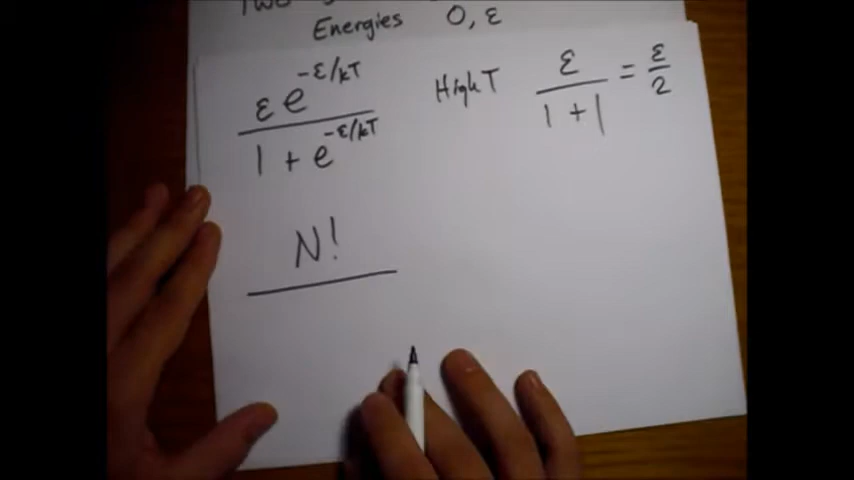 Energies 0, ε
εe^{-ε/kT} / 1 + e^{-ε/kT}
High T ε / 1 + 1 = ε / 2
N!